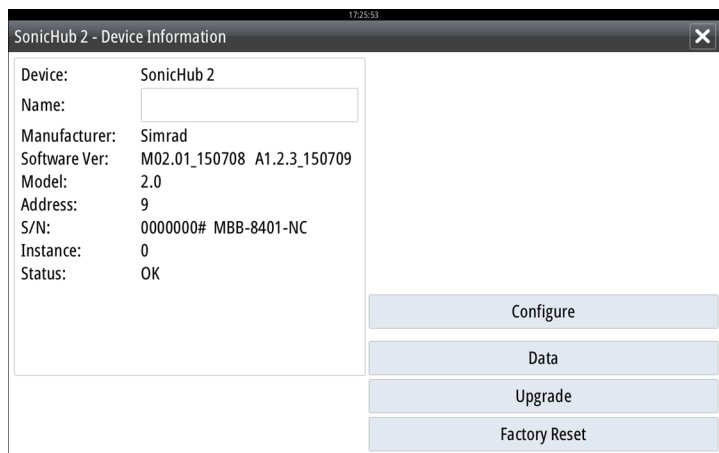 17:25:53
SonicHub 2 - Device Information
Device: SonicHub 2
Name:
Manufacturer: Simrad
Software Ver: M02.01_150708 A1.2.3_150709
Model: 2.0
Address: 9
S/N: 0000000# MBB-8401-NC
Instance: 0
Status: OK
Configure
Data
Upgrade
Factory Reset